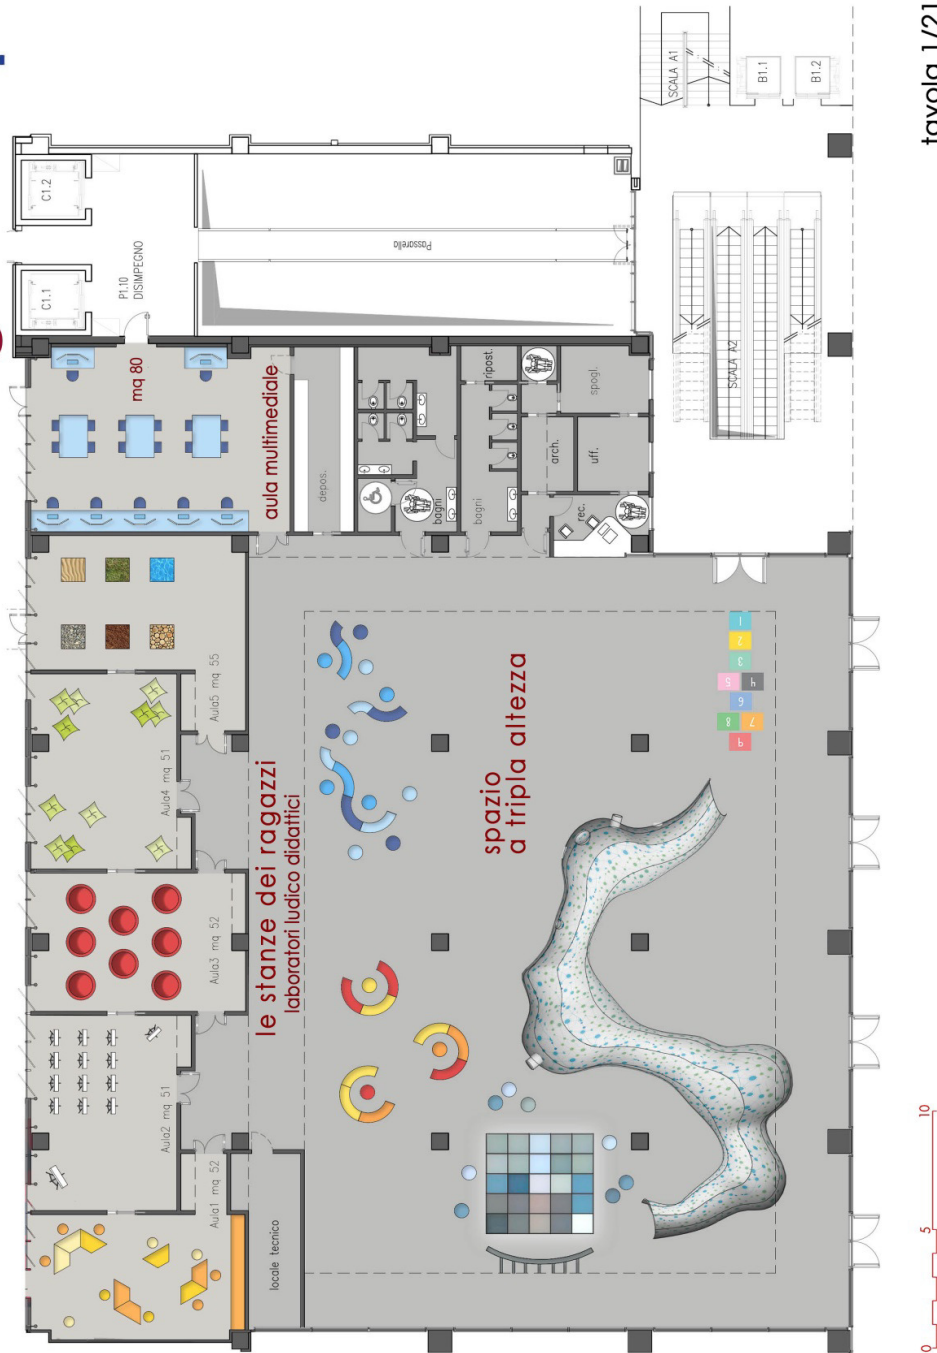 tavola 1/21
SCALA A1
B1.1
B1.2
C1.2
C1.1
P1.10
DISIMPEGNO
Passarella
SCALA A2
mq 80
aula multimediale
depos.
bagni
bagni
ripost.
spogl.
arch.
uff.
rec.
Aula5 mq 55
Aula4 mq 51
Aula3 mq 52
Aula2 mq 51
Aula1 mq 52
locale tecnico
le stanze dei ragazzi
laboratori ludico didattici
spazio
a tripla altezza
1
2
3
4
5
6
7
8
9
0
5
10